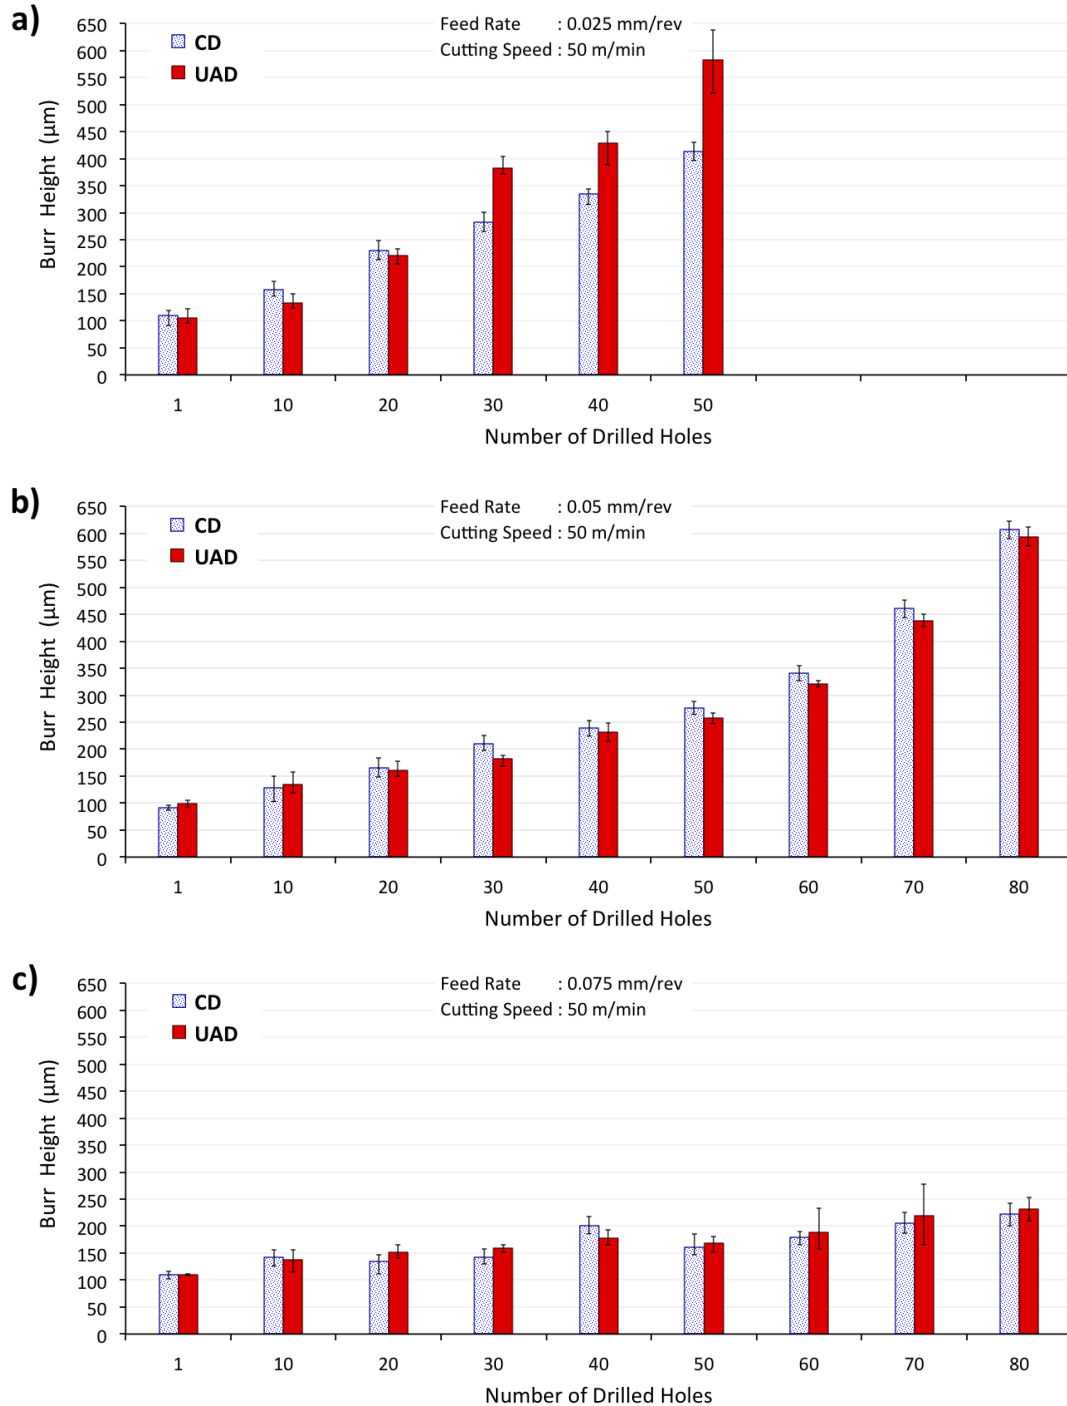 a)
Feed Rate : 0.025 mm/rev
Cutting Speed : 50 m/min
CD
UAD
Burr Height (µm)
650
600
550
500
450
400
350
300
250
200
150
100
50
0
1 10 20 30 40 50
Number of Drilled Holes
b)
Feed Rate : 0.05 mm/rev
Cutting Speed : 50 m/min
CD
UAD
Burr Height (µm)
650
600
550
500
450
400
350
300
250
200
150
100
50
0
1 10 20 30 40 50 60 70 80
Number of Drilled Holes
c)
Feed Rate : 0.075 mm/rev
Cutting Speed : 50 m/min
CD
UAD
Burr Height (µm)
650
600
550
500
450
400
350
300
250
200
150
100
50
0
1 10 20 30 40 50 60 70 80
Number of Drilled Holes